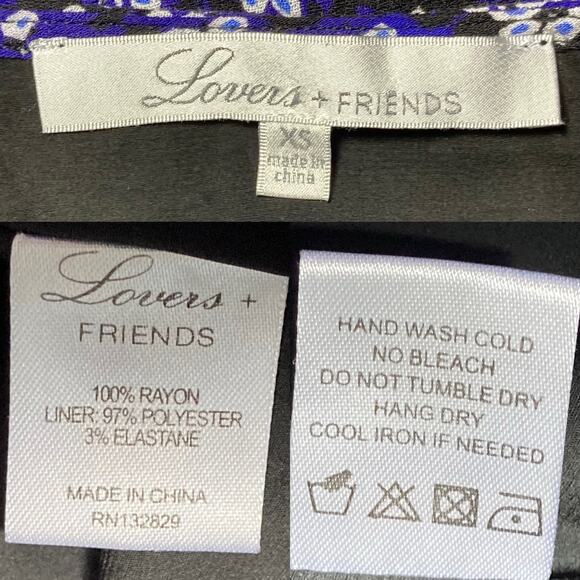 Lovers + FRIENDS
XS
made in
china
Lovers +
FRIENDS
100% RAYON
LINER: 97% POLYESTER
3% ELASTANE
MADE IN CHINA
RN132829
HAND WASH COLD
NO BLEACH
DO NOT TUMBLE DRY
HANG DRY
COOL IRON IF NEEDED